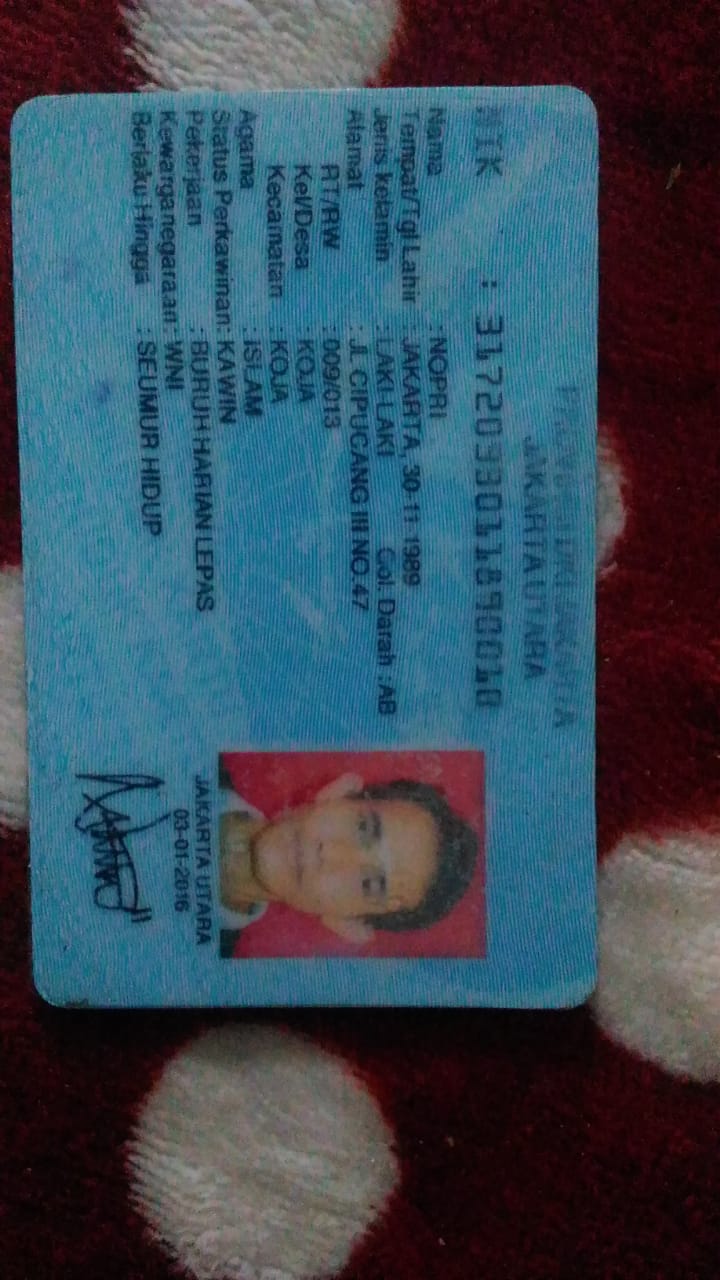 PROVINSI DKI JAKARTA
JAKARTA UTARA
NIK : 3172033011890010
Nama : NOPRI
Tempat/Tgl Lahir : JAKARTA, 30-11-1989
Jenis kelamin : LAKI-LAKI Gol. Darah : AB
Alamat : JL. CIPUCANG III NO.47
RT/RW : 009/013
Kel/Desa : KOJA
Kecamatan : KOJA
Agama : ISLAM
Status Perkawinan: KAWIN
Pekerjaan : BURUH HARIAN LEPAS
Kewarganegaraan: WNI
Berlaku Hingga : SEUMUR HIDUP
JAKARTA UTARA
03-01-2016